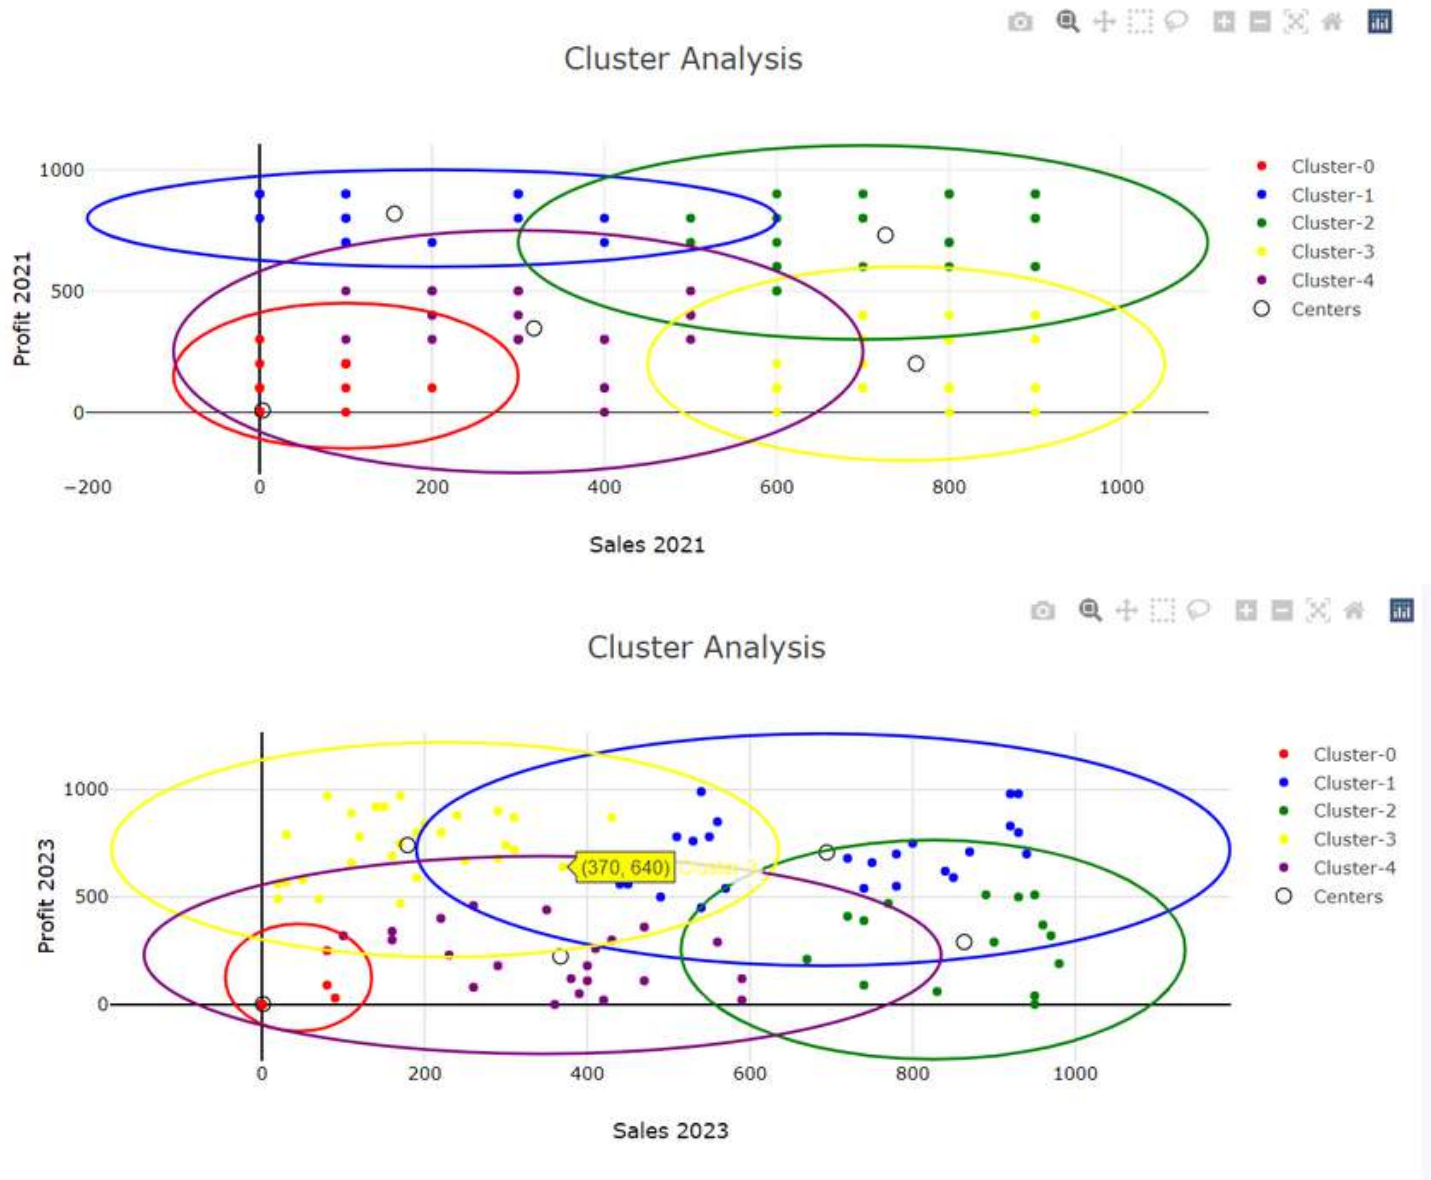 Cluster Analysis
1000
500
0
Profit 2021
−200 0 200 400 600 800 1000
Sales 2021
Cluster-0
Cluster-1
Cluster-2
Cluster-3
Cluster-4
Centers
Cluster Analysis
1000
500
0
Profit 2023
(370, 640) Cluster-3
0 200 400 600 800 1000
Sales 2023
Cluster-0
Cluster-1
Cluster-2
Cluster-3
Cluster-4
Centers